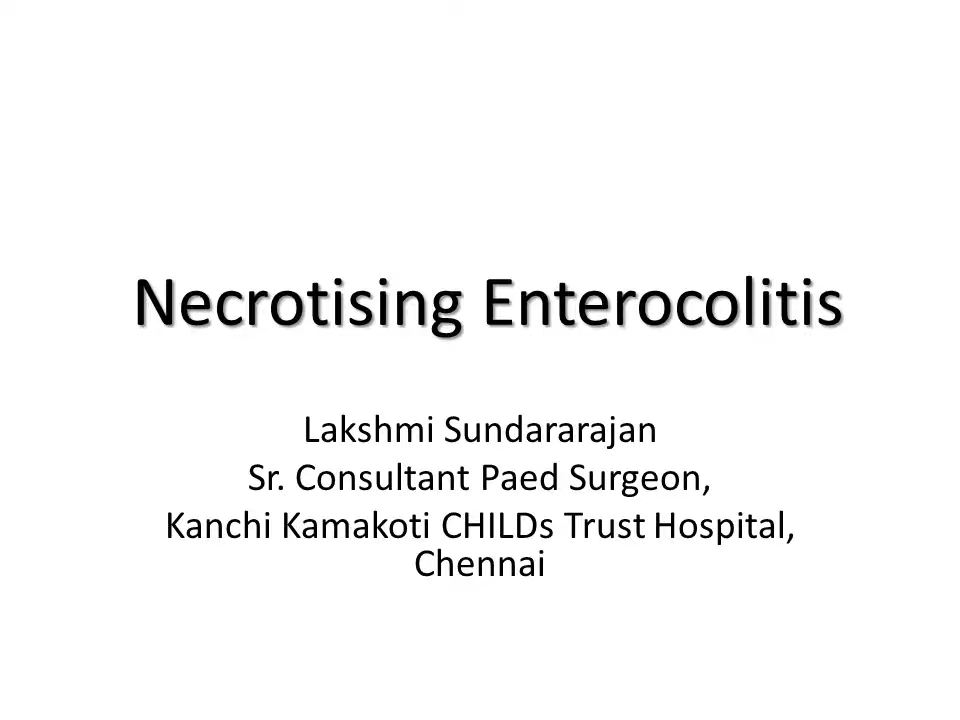 Necrotising Enterocolitis
Lakshmi Sundararajan
Sr. Consultant Paed Surgeon,
Kanchi Kamakoti CHILDs Trust Hospital,
Chennai